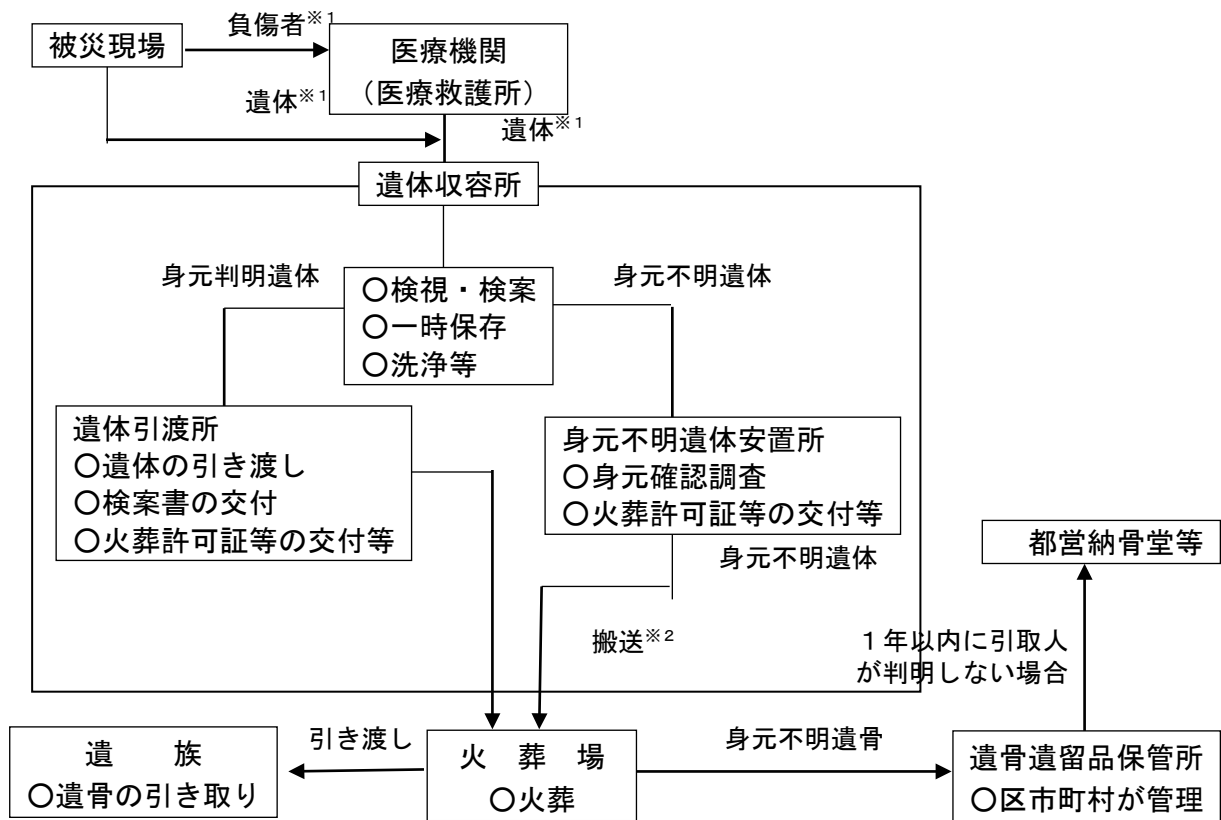 負傷者※1
被災現場
医療機関
（医療救護所）
遺体※1
遺体※1
遺体収容所
身元判明遺体
身元不明遺体
○検視・検案
○一時保存
○洗浄等
遺体引渡所
○遺体の引き渡し
○検案書の交付
○火葬許可証等の交付等
身元不明遺体安置所
○身元確認調査
○火葬許可証等の交付等
身元不明遺体
都営納骨堂等
搬送※2
１年以内に引取人
が判明しない場合
遺　　族
○遺骨の引き取り
引き渡し
火　葬　場
○火葬
身元不明遺骨
遺骨遺留品保管所
○区市町村が管理